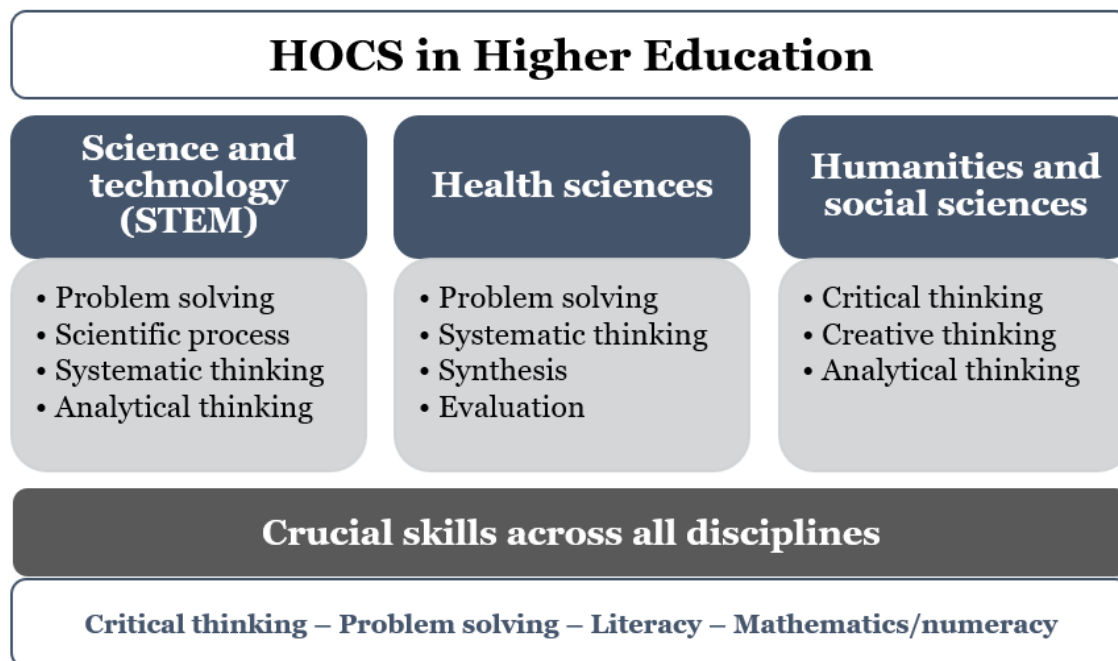 HOCS in Higher Education
Science and
technology
(STEM)
• Problem solving
• Scientific process
• Systematic thinking
• Analytical thinking
Health sciences
• Problem solving
• Systematic thinking
• Synthesis
• Evaluation
Humanities and
social sciences
• Critical thinking
• Creative thinking
• Analytical thinking
Crucial skills across all disciplines
Critical thinking – Problem solving – Literacy – Mathematics/numeracy